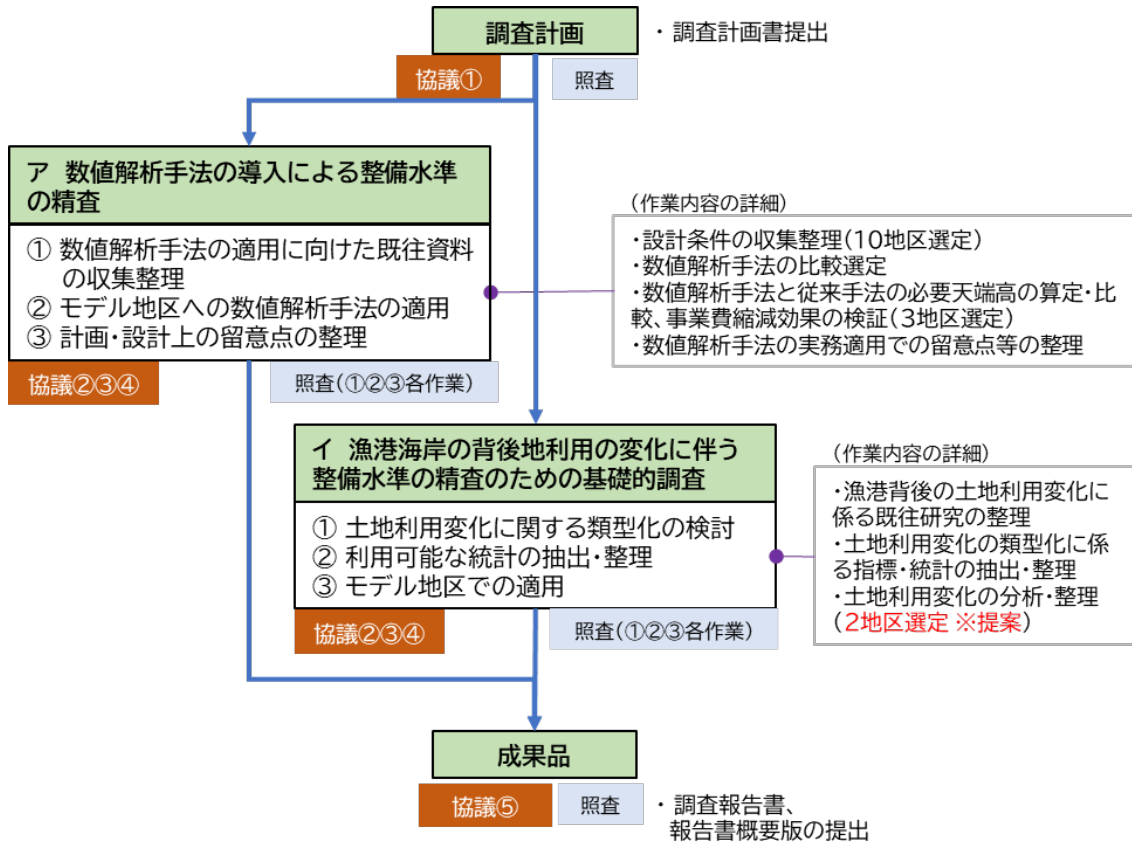 調査計画
・ 調査計画書提出
協議①
照査
ア 数値解析手法の導入による整備水準
の精査
① 数値解析手法の適用に向けた既往資料
の収集整理
② モデル地区への数値解析手法の適用
③ 計画・設計上の留意点の整理
協議②③④
照査(①②③各作業)
(作業内容の詳細)
・設計条件の収集整理(10地区選定)
・数値解析手法の比較選定
・数値解析手法と従来手法の必要天端高の算定・比
較、事業費縮減効果の検証(3地区選定)
・数値解析手法の実務適用での留意点等の整理
イ 漁港海岸の背後地利用の変化に伴う
整備水準の精査のための基礎的調査
① 土地利用変化に関する類型化の検討
② 利用可能な統計の抽出・整理
③ モデル地区での適用
協議②③④
照査(①②③各作業)
(作業内容の詳細)
・漁港背後の土地利用変化に
係る既往研究の整理
・土地利用変化の類型化に係
る指標・統計の抽出・整理
・土地利用変化の分析・整理
(2地区選定 ※提案)
成果品
協議⑤
照査
・ 調査報告書、
報告書概要版の提出